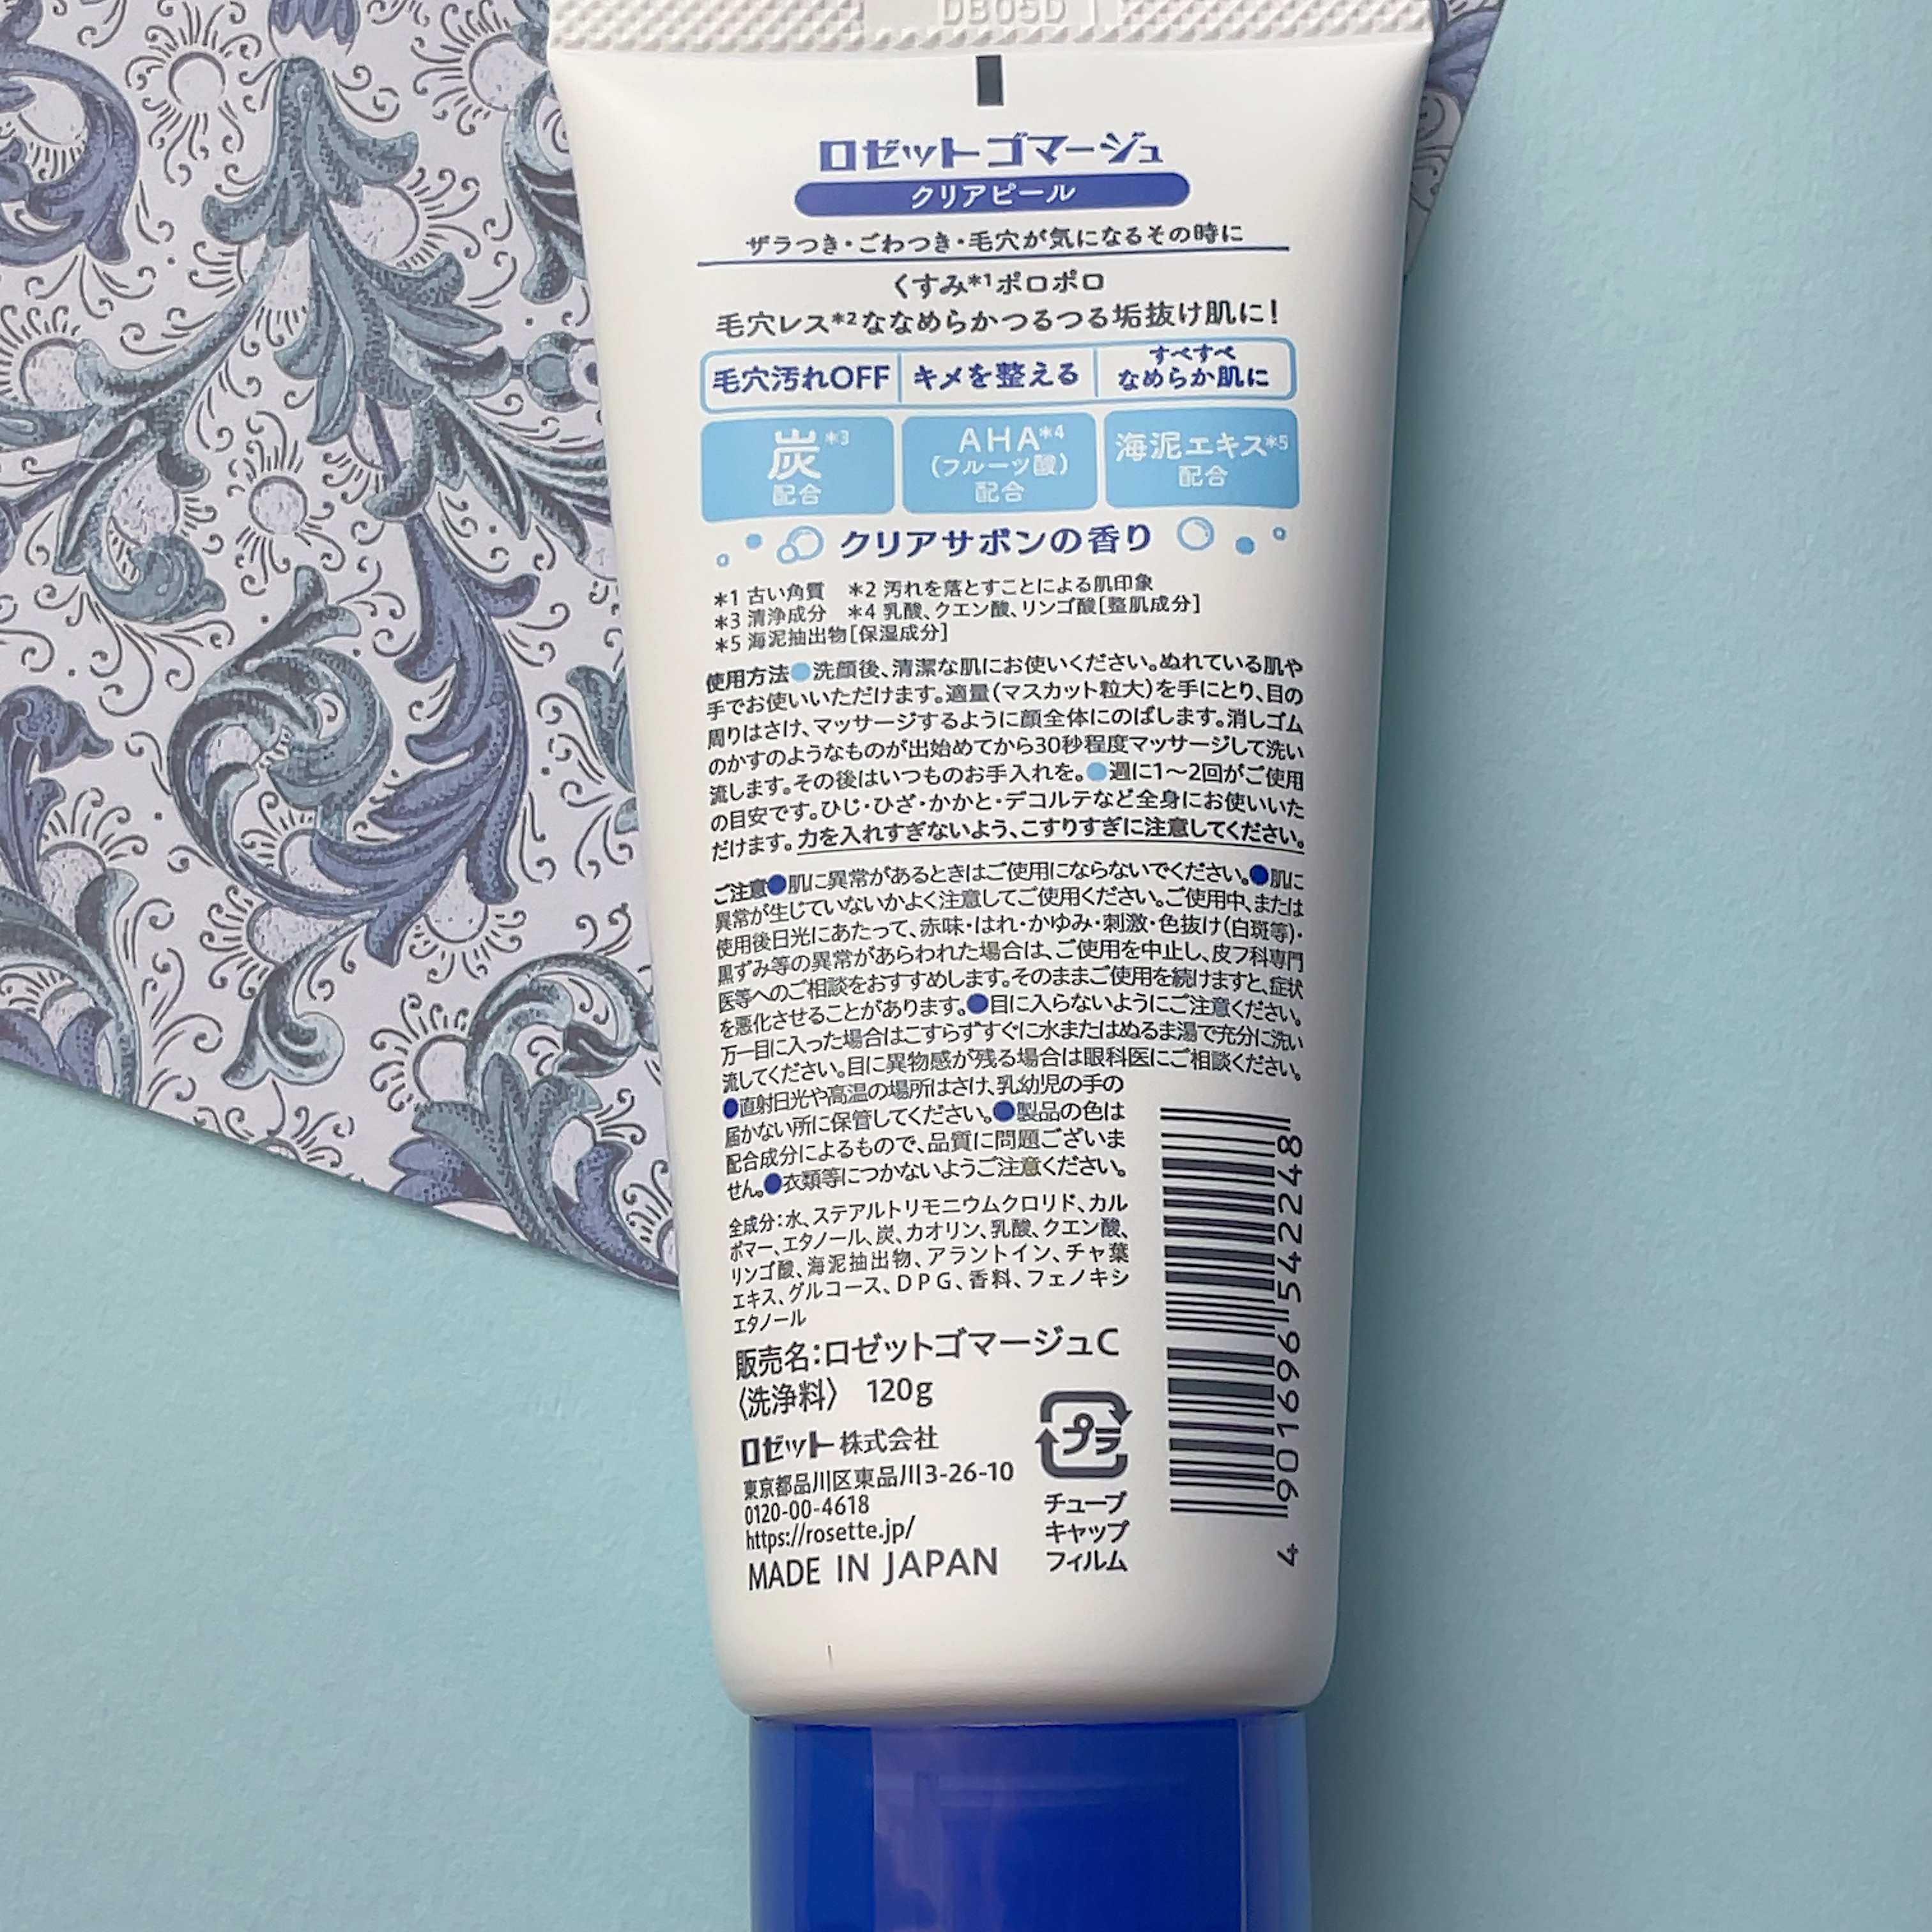 DB05D
ロゼットゴマージュ
クリアピール
ザラつき・ごわつき・毛穴が気になるその時に
くすみ*1ポロポロ
毛穴レス*2ななめらかつるつる垢抜け肌に!
毛穴汚れOFF キメを整える すべすべなめらか肌に
炭*3配合 AHA*4(フルーツ酸)配合 海泥エキス*5配合
クリアサボンの香り
*1 古い角質 *2 汚れを落とすことによる肌印象
*3 清浄成分 *4 乳酸、クエン酸、リンゴ酸[整肌成分]
*5 海泥抽出物[保湿成分]
使用方法●洗顔後、清潔な肌にお使いください。ぬれている肌や
手でお使いいただけます。適量(マスカット粒大)を手にとり、目の
周りはさけ、マッサージするように顔全体にのばします。消しゴム
のかすのようなものが出始めてから30秒程度マッサージして洗い
流します。その後はいつものお手入れを。●週に1〜2回がご使用
の目安です。ひじ・ひざ・かかと・デコルテなど全身にお使いいた
だけます。力を入れすぎないよう、こすりすぎに注意してください。
ご注意●肌に異常があるときはご使用にならないでください。●肌に
異常が生じていないかよく注意してご使用ください。ご使用中、または
使用後日光にあたって、赤味・はれ・かゆみ・刺激・色抜け(白斑等)・
黒ずみ等の異常があらわれた場合は、ご使用を中止し、皮フ科専門
医等へのご相談をおすすめします。そのままご使用を続けますと、症状
を悪化させることがあります。●目に入らないようにご注意ください。
万一目に入った場合はこすらずすぐに水またはぬるま湯で充分に洗い
流してください。目に異物感が残る場合は眼科医にご相談ください。
●直射日光や高温の場所はさけ、乳幼児の手の
届かない所に保管してください。●製品の色は
配合成分によるもので、品質に問題ございま
せん。●衣類等につかないようご注意ください。
全成分:水、ステアルトリモニウムクロリド、カル
ボマー、エタノール、炭、カオリン、乳酸、クエン酸、
リンゴ酸、海泥抽出物、アラントイン、チャ葉
エキス、グルコース、DPG、香料、フェノキシ
エタノール
販売名:ロゼットゴマージュC
〈洗浄料〉 120g
ロゼット株式会社
東京都品川区東品川3-26-10
0120-00-4618
https://rosette.jp/
MADE IN JAPAN
プラ
チューブ
キャップ
フィルム
4 901696 542248